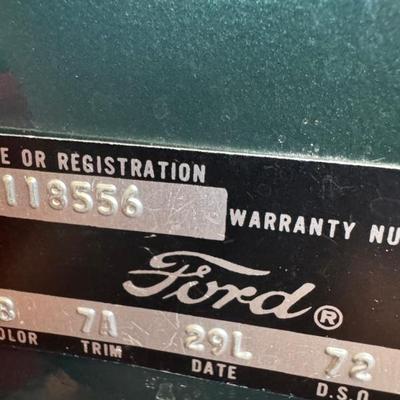 E OR REGISTRATION
118556 WARRANTY NU
Ford ®
8 7A 29L 72
OLOR TRIM DATE D.S.O